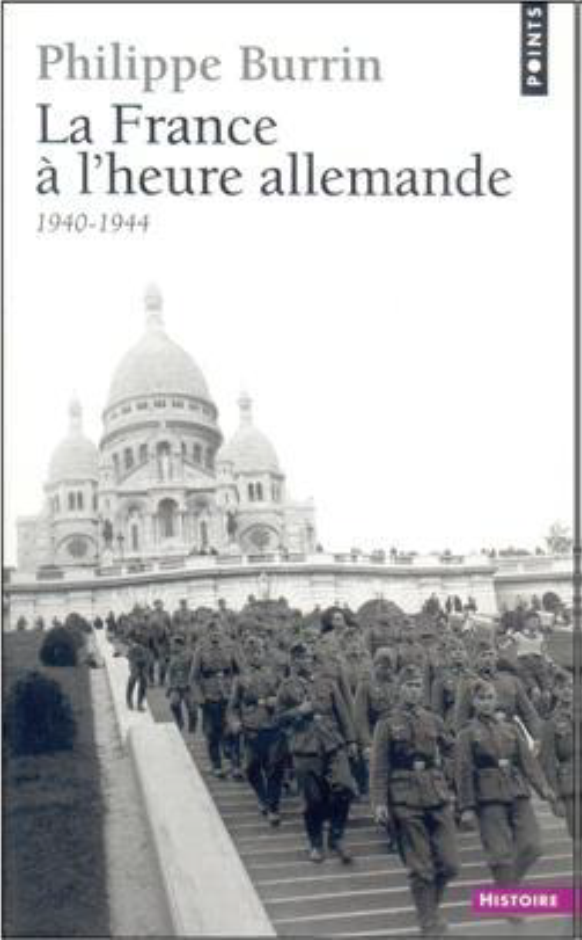 Philippe Burrin
POINTS
La France
à l'heure allemande
1940-1944
HISTOIRE